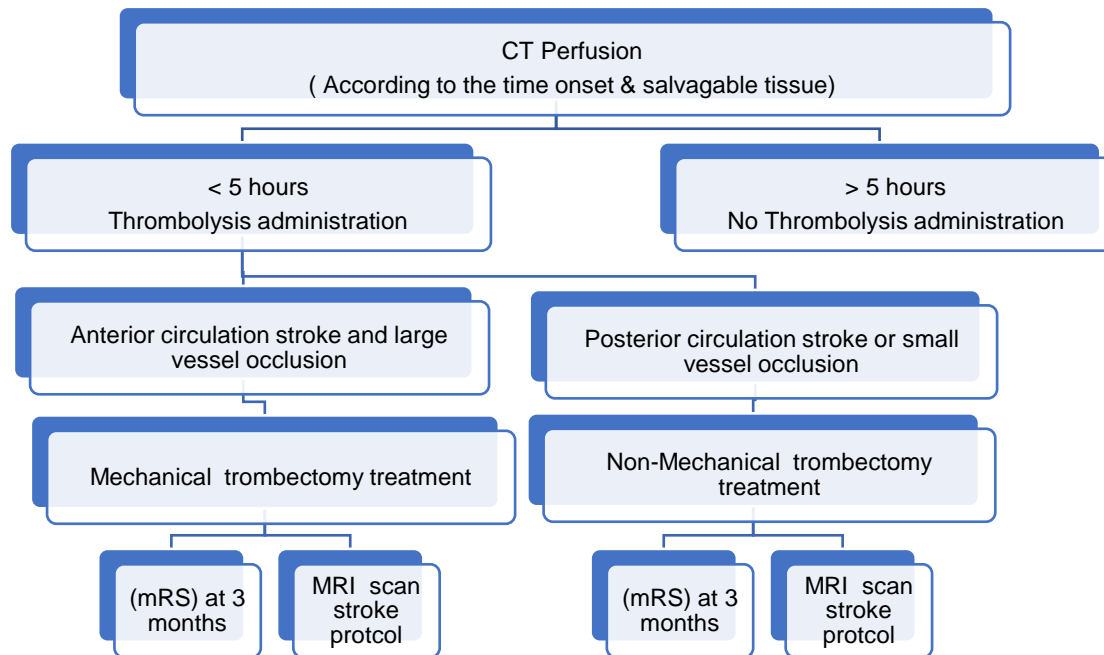 CT Perfusion
( According to the time onset & salvagable tissue)
< 5 hours
Thrombolysis administration
> 5 hours
No Thrombolysis administration
Anterior circulation stroke and large
vessel occlusion
Posterior circulation stroke or small
vessel occlusion
Mechanical trombectomy treatment
Non-Mechanical trombectomy
treatment
(mRS) at 3
months
MRI scan
stroke
protcol
(mRS) at 3
months
MRI scan
stroke
protcol